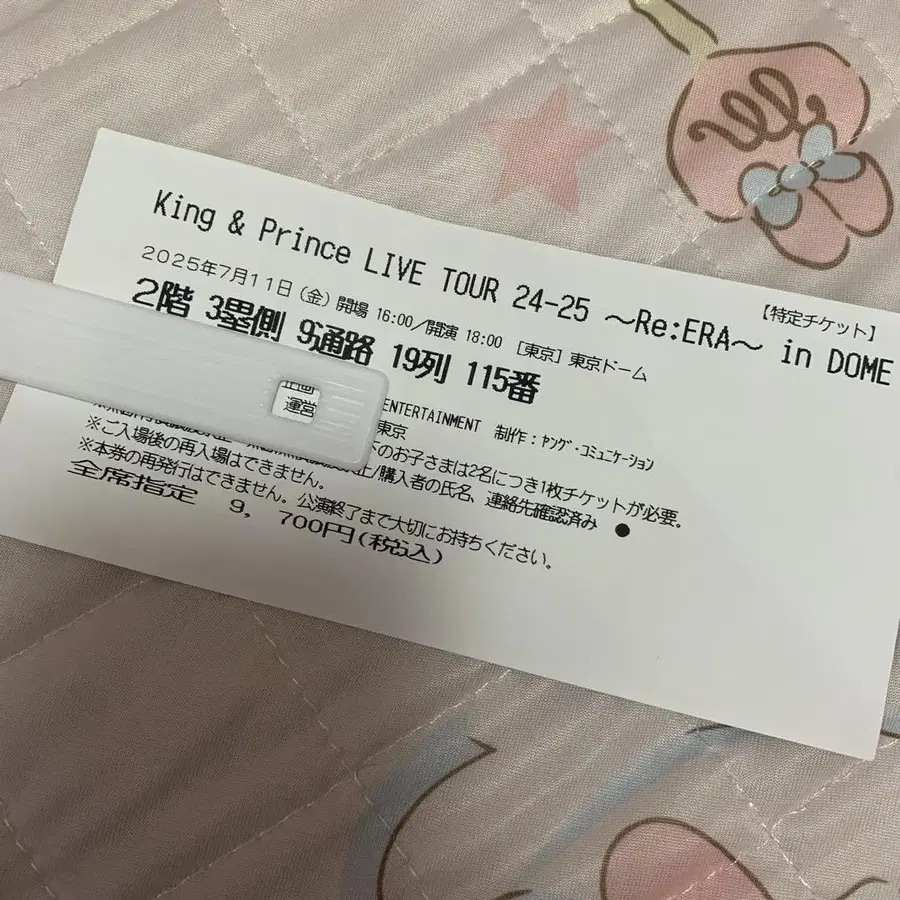 【特定チケット】
King & Prince LIVE TOUR 24-25 ～Re:ERA～ in DOME
2025年7月11日（金）開場 16:00／開演 18:00 ［東京］東京ドーム
2階 3塁側 9通路 19列 115番
企画
運営
ENTERTAINMENT 制作：ヤング・コミュニケーション
東京
のお子さまは2名につき1枚チケットが必要。
※ご入場後の再入場はできません。
/購入者の氏名、連絡先確認済み ●
※本券の再発行はできません。公演終了まで大切にお持ちください。
全席指定 9,700円(税込)